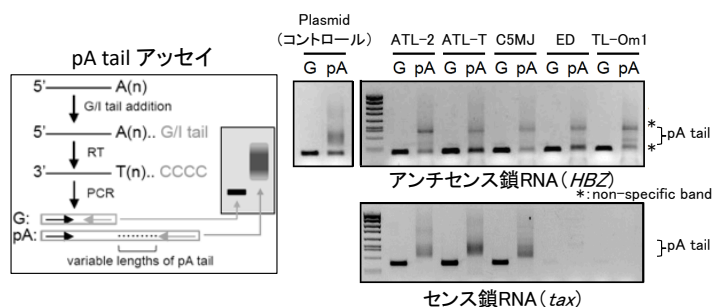 pA tail アッセイ
5' A(n)
G/I tail addition
5' A(n).. G/I tail
RT
3' T(n).. CCCC
PCR
G:
pA:
variable lengths of pA tail
Plasmid
(コントロール)
G pA
ATL-2 ATL-T C5MJ ED TL-Om1
G pA G pA G pA G pA G pA
*
pA tail
*
アンチセンス鎖RNA(HBZ)
*:non-specific band
pA tail
センス鎖RNA(tax)